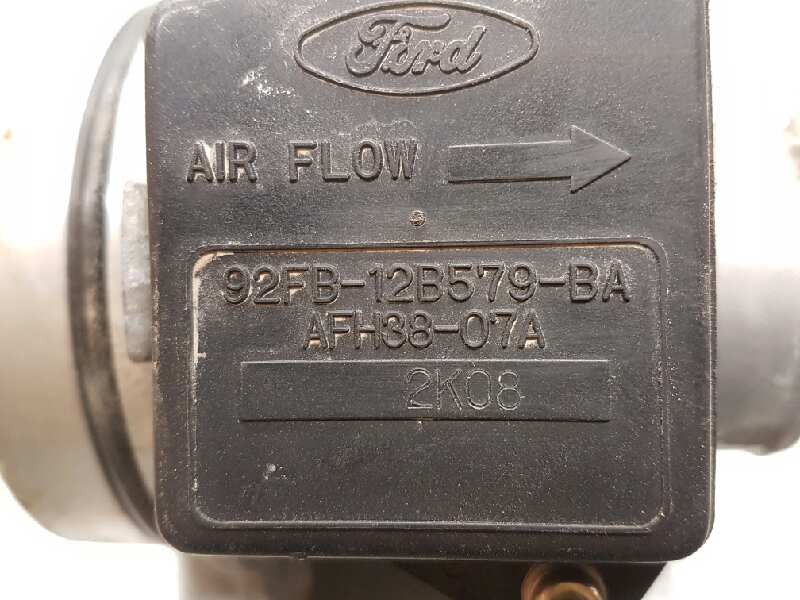 Ford
AIR FLOW
92FB-12B579-BA
AFH38-07A
2K08